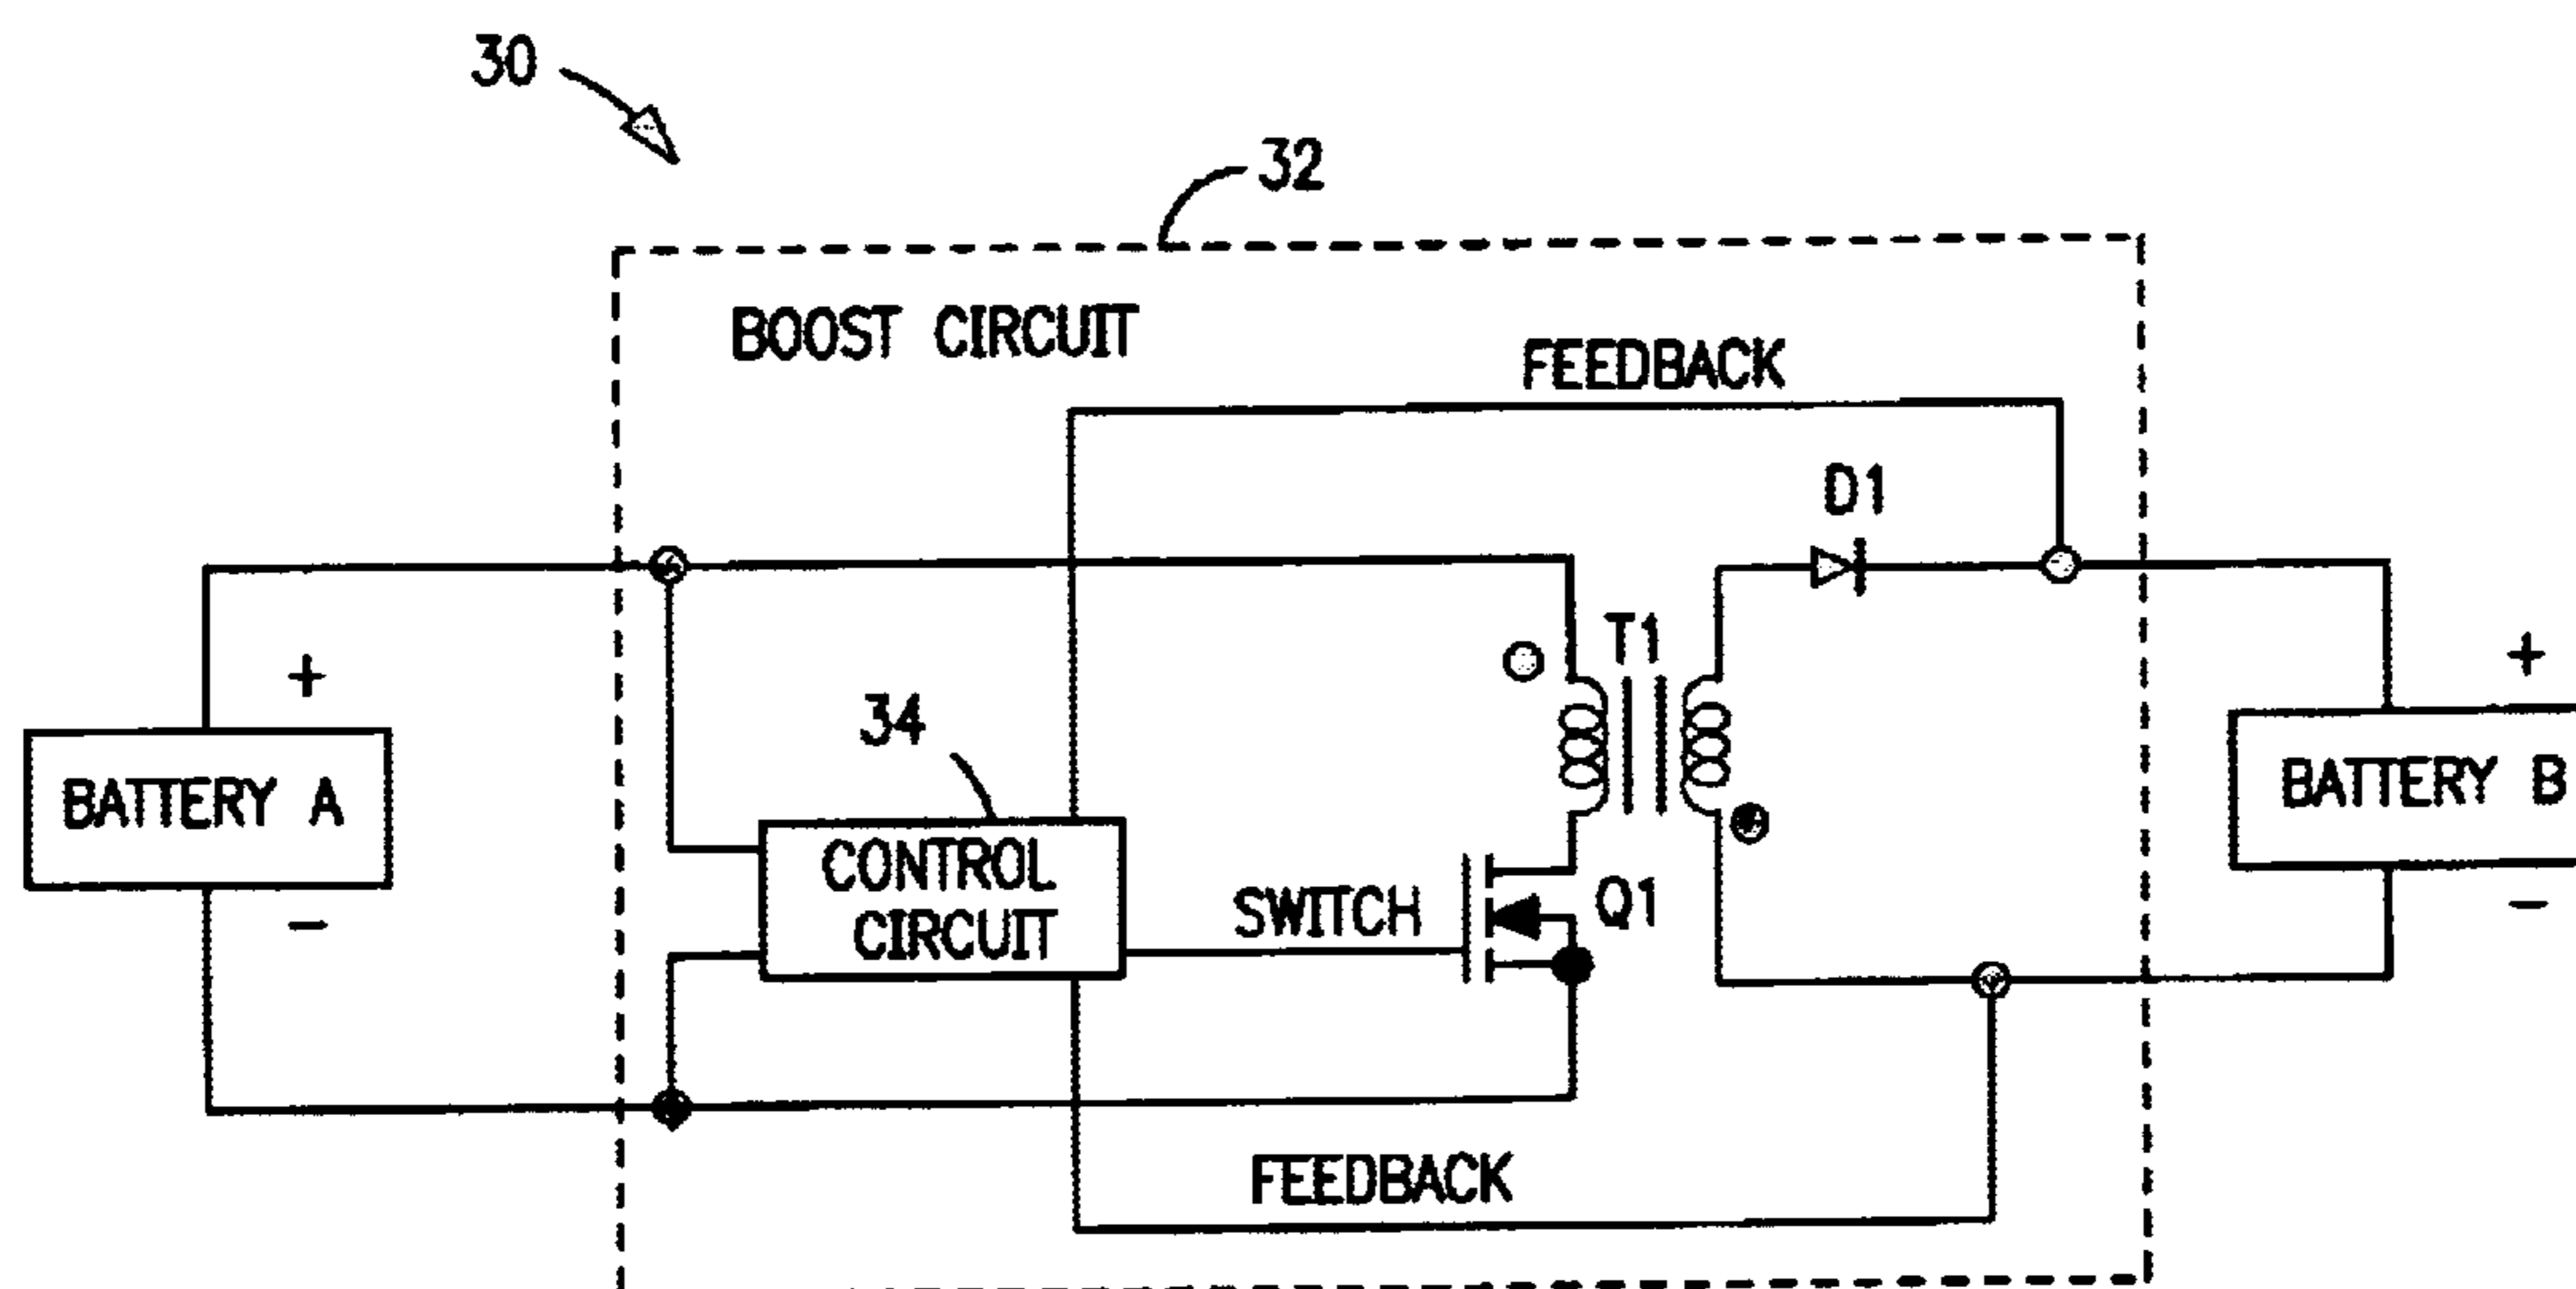 30
32
BOOST CIRCUIT
FEEDBACK
D1
T1
+
+
34
BATTERY A
CONTROL
CIRCUIT
SWITCH
Q1
BATTERY B
−
−
FEEDBACK